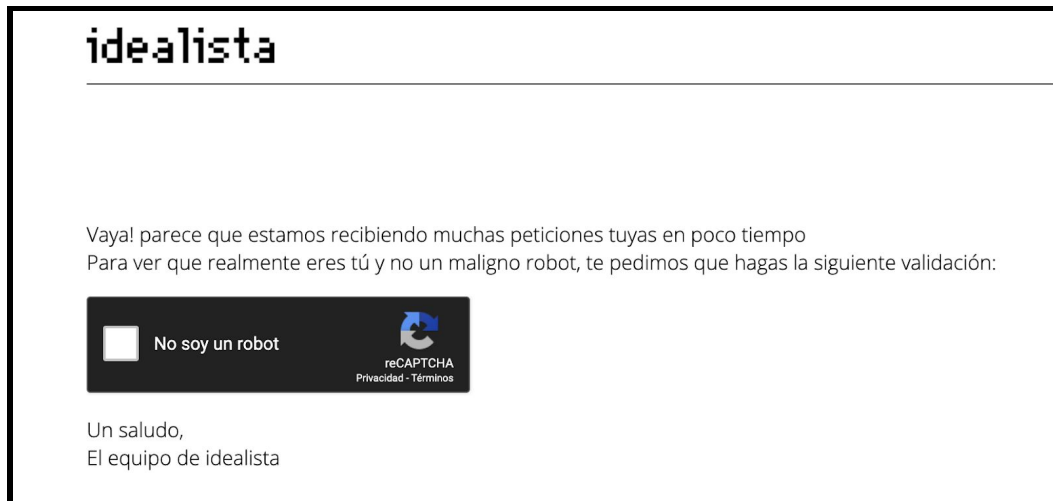 idealista
Vaya! parece que estamos recibiendo muchas peticiones tuyas en poco tiempo
Para ver que realmente eres tú y no un maligno robot, te pedimos que hagas la siguiente validación:
No soy un robot
reCAPTCHA
Privacidad - Términos
Un saludo,
El equipo de idealista